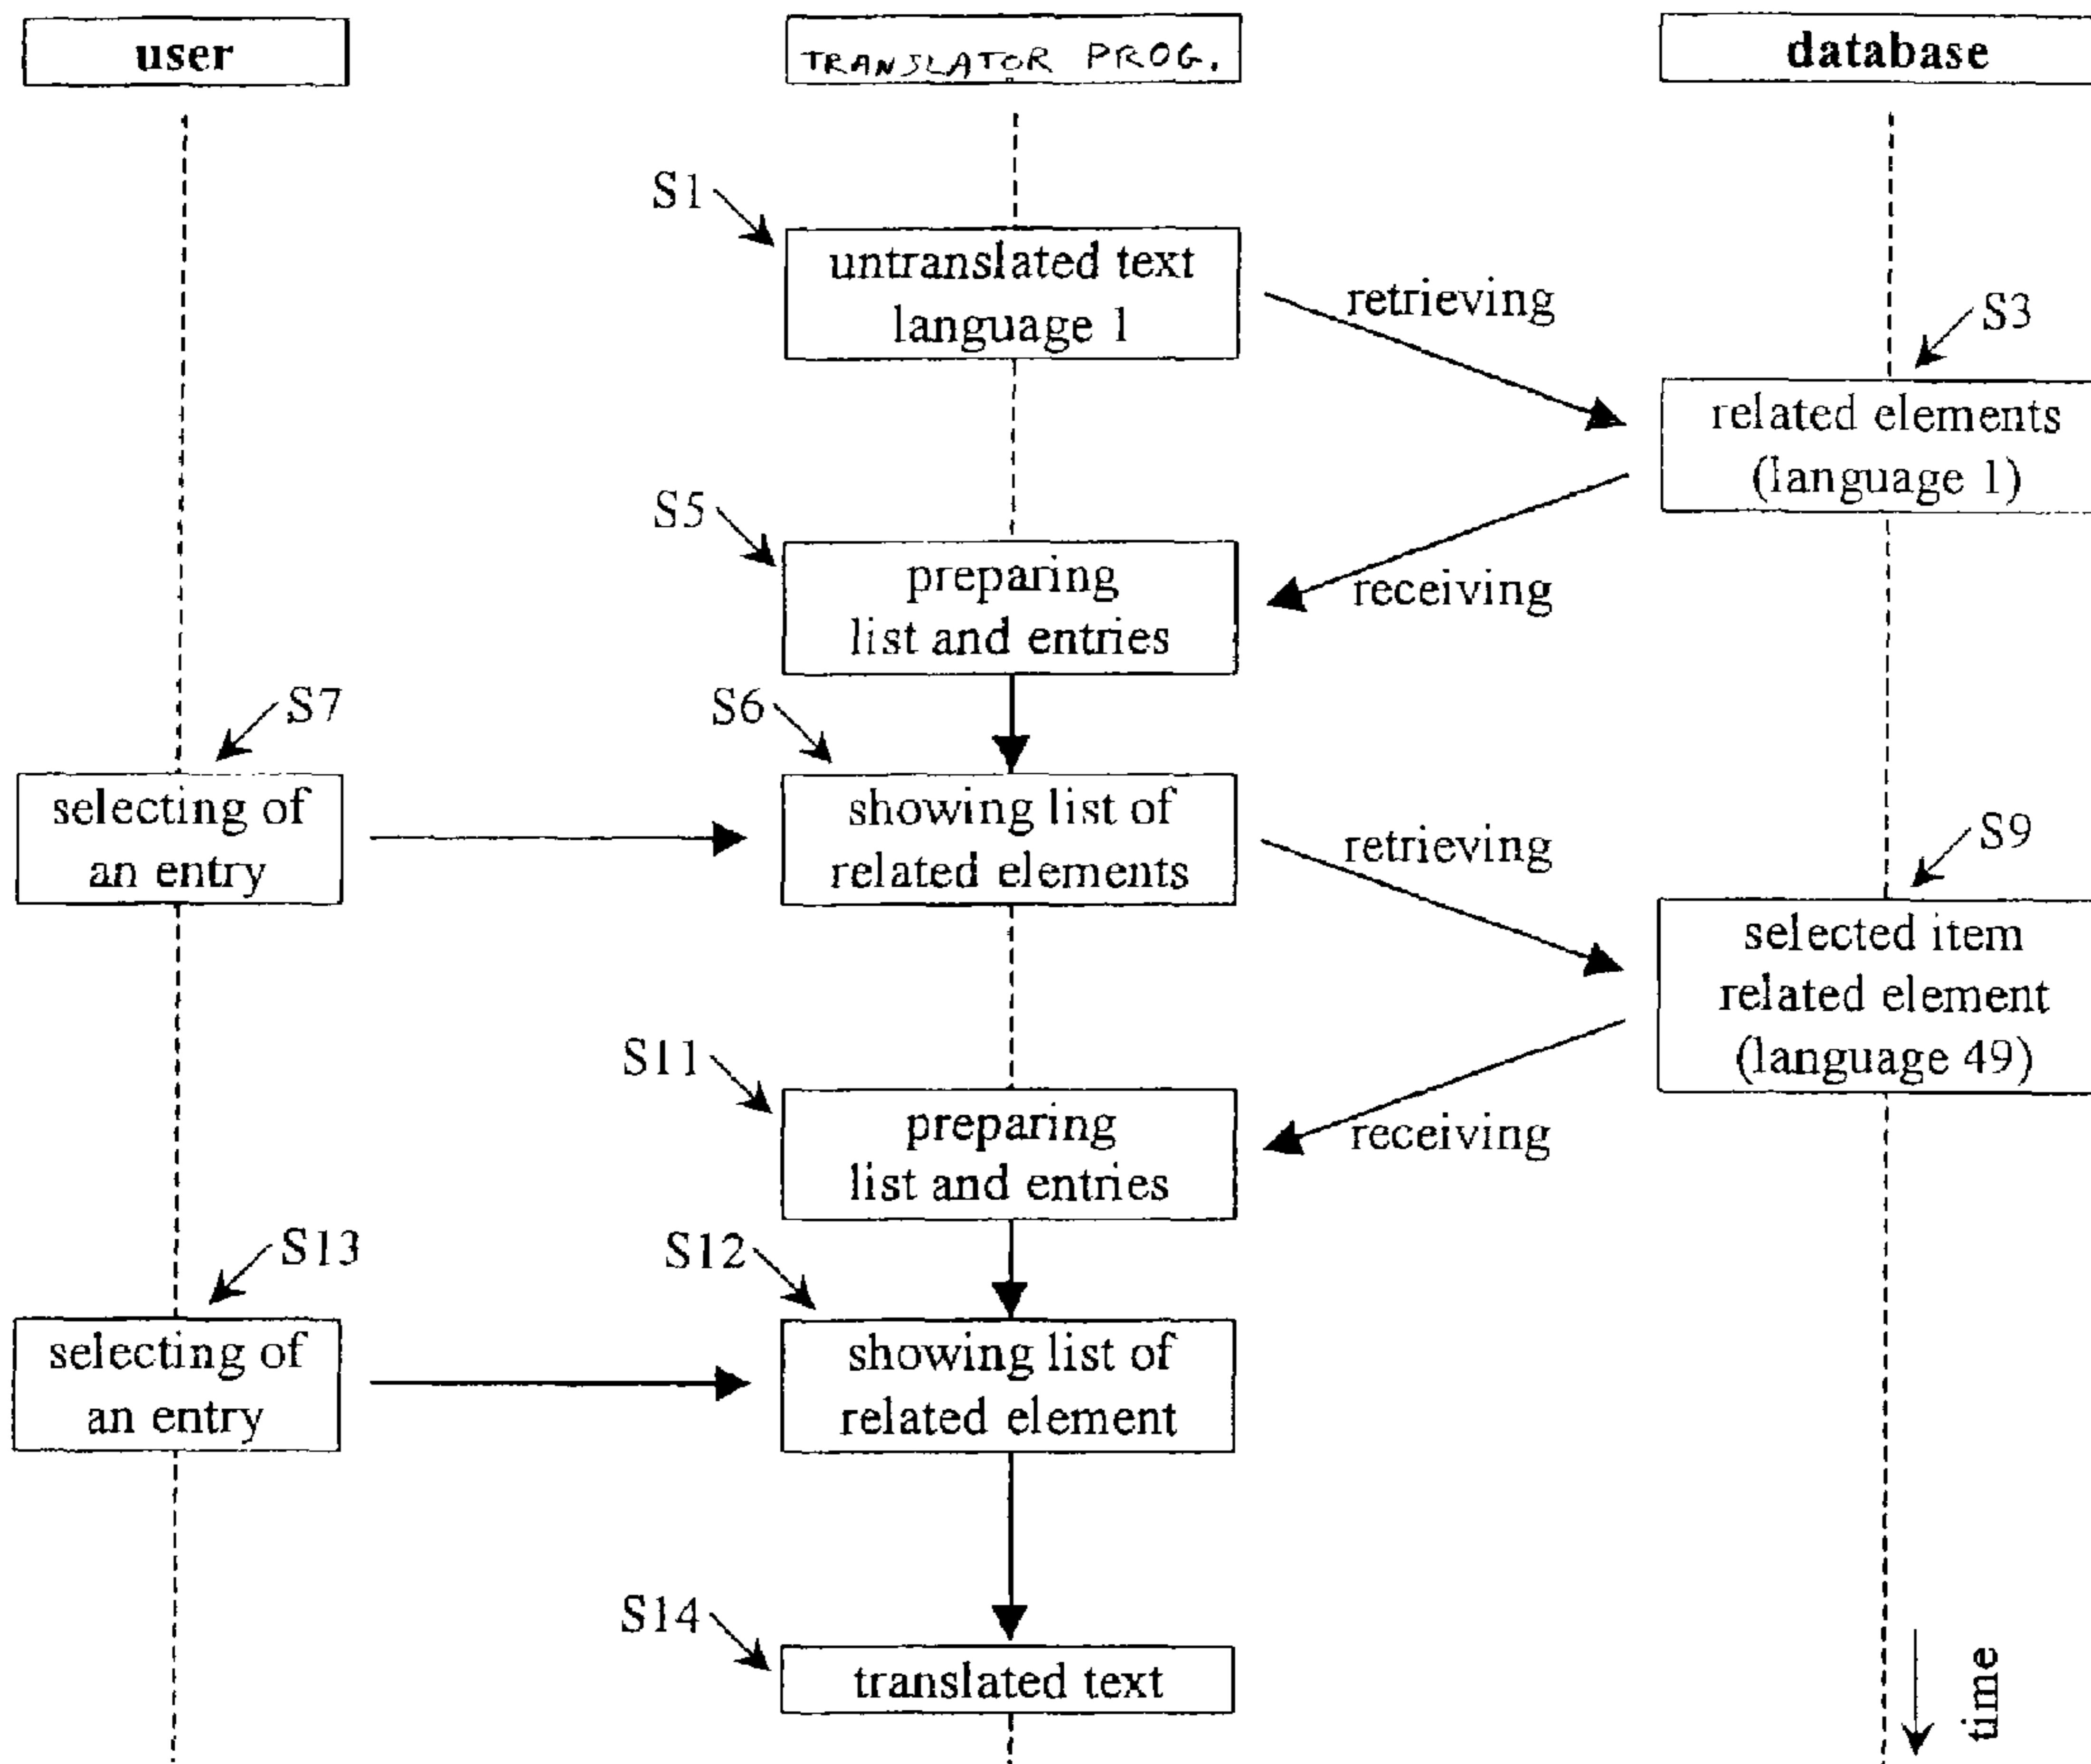 user
TRANSLATOR PROG.
database
S1
untranslated text
language 1
retrieving
S3
related elements
(language 1)
S5
preparing
list and entries
receiving
S7
S6
selecting of
an entry
showing list of
related elements
retrieving
S9
selected item
related element
(language 49)
S11
preparing
list and entries
receiving
S13
S12
selecting of
an entry
showing list of
related element
S14
translated text
time